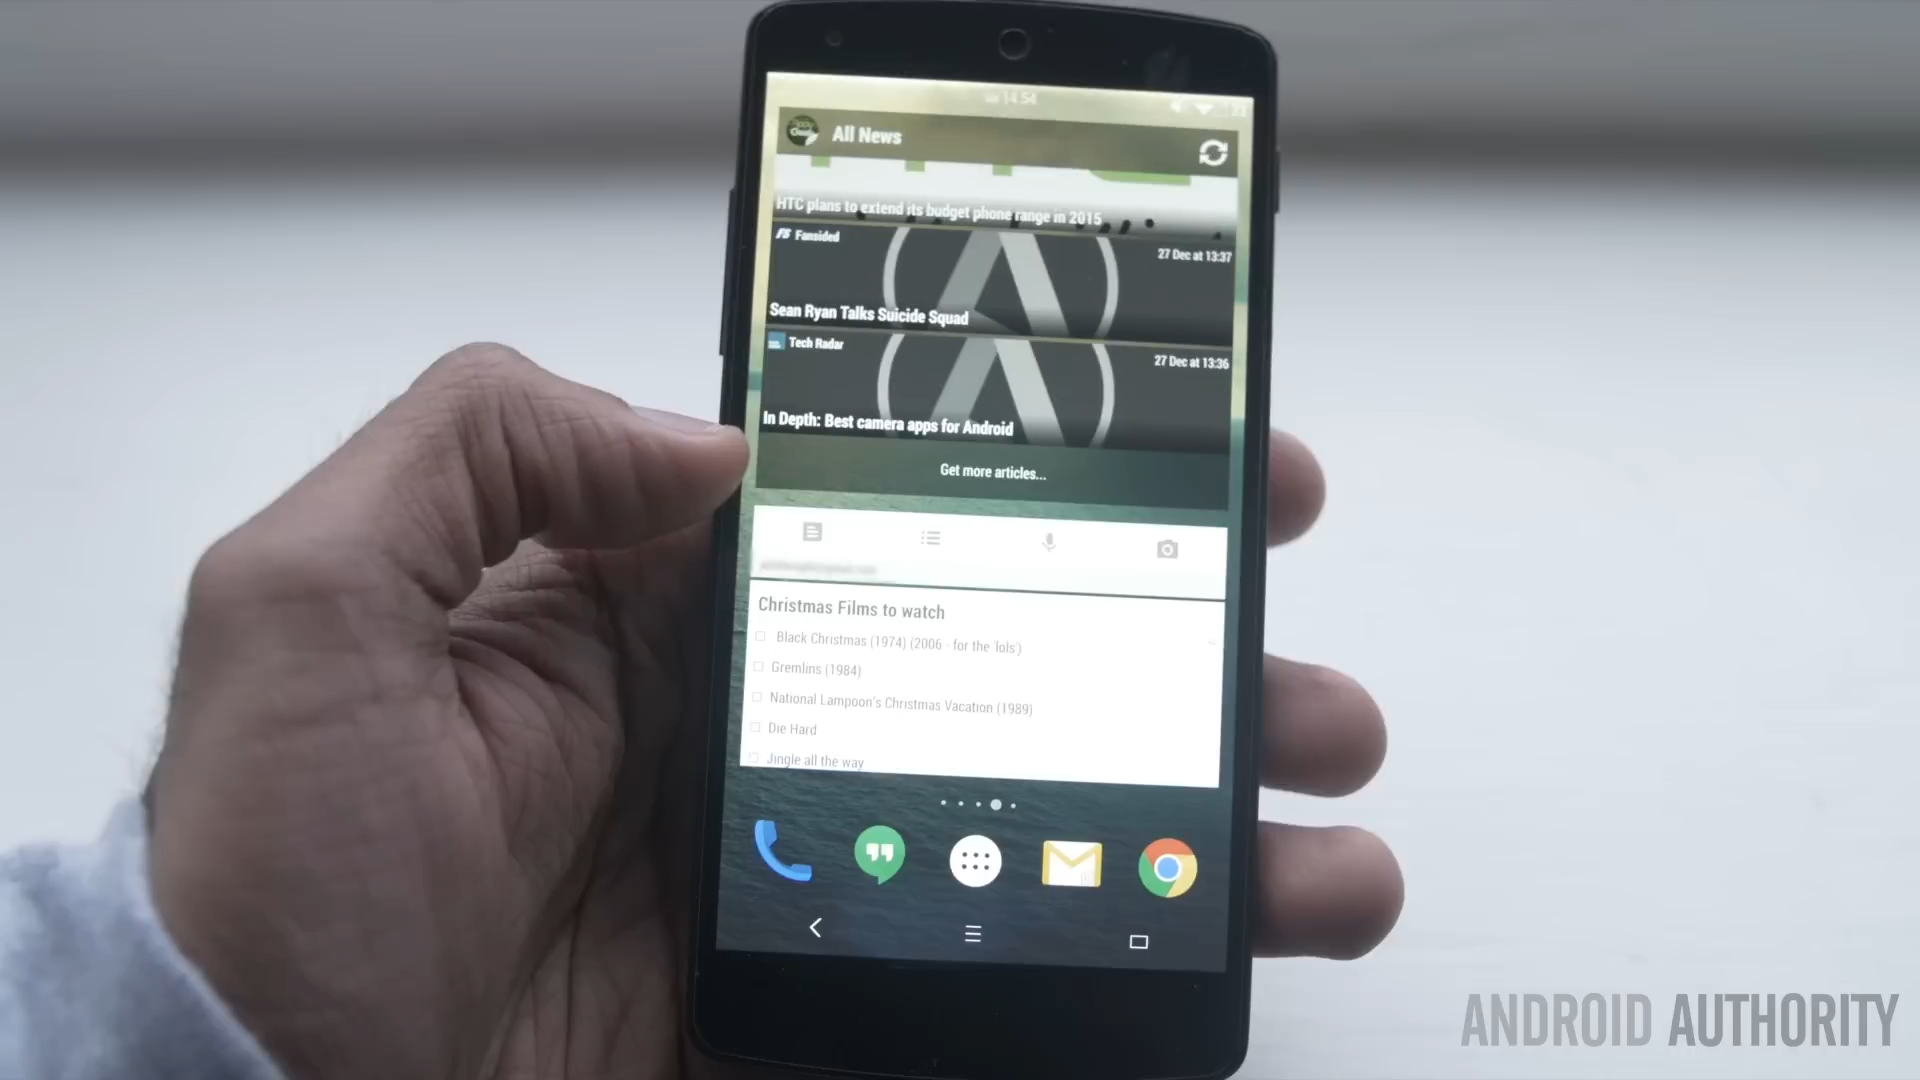 14:54
All News
HTC plans to extend its budget phone range in 2015
FS Fansided
27 Dec at 13:37
Sean Ryan Talks Suicide Squad
Tech Radar
27 Dec at 13:36
In Depth: Best camera apps for Android
Get more articles...
Christmas Films to watch
Black Christmas (1974) (2006 - for the 'lols')
Gremlins (1984)
National Lampoon's Christmas Vacation (1989)
Die Hard
Jingle all the way
ANDROID AUTHORITY